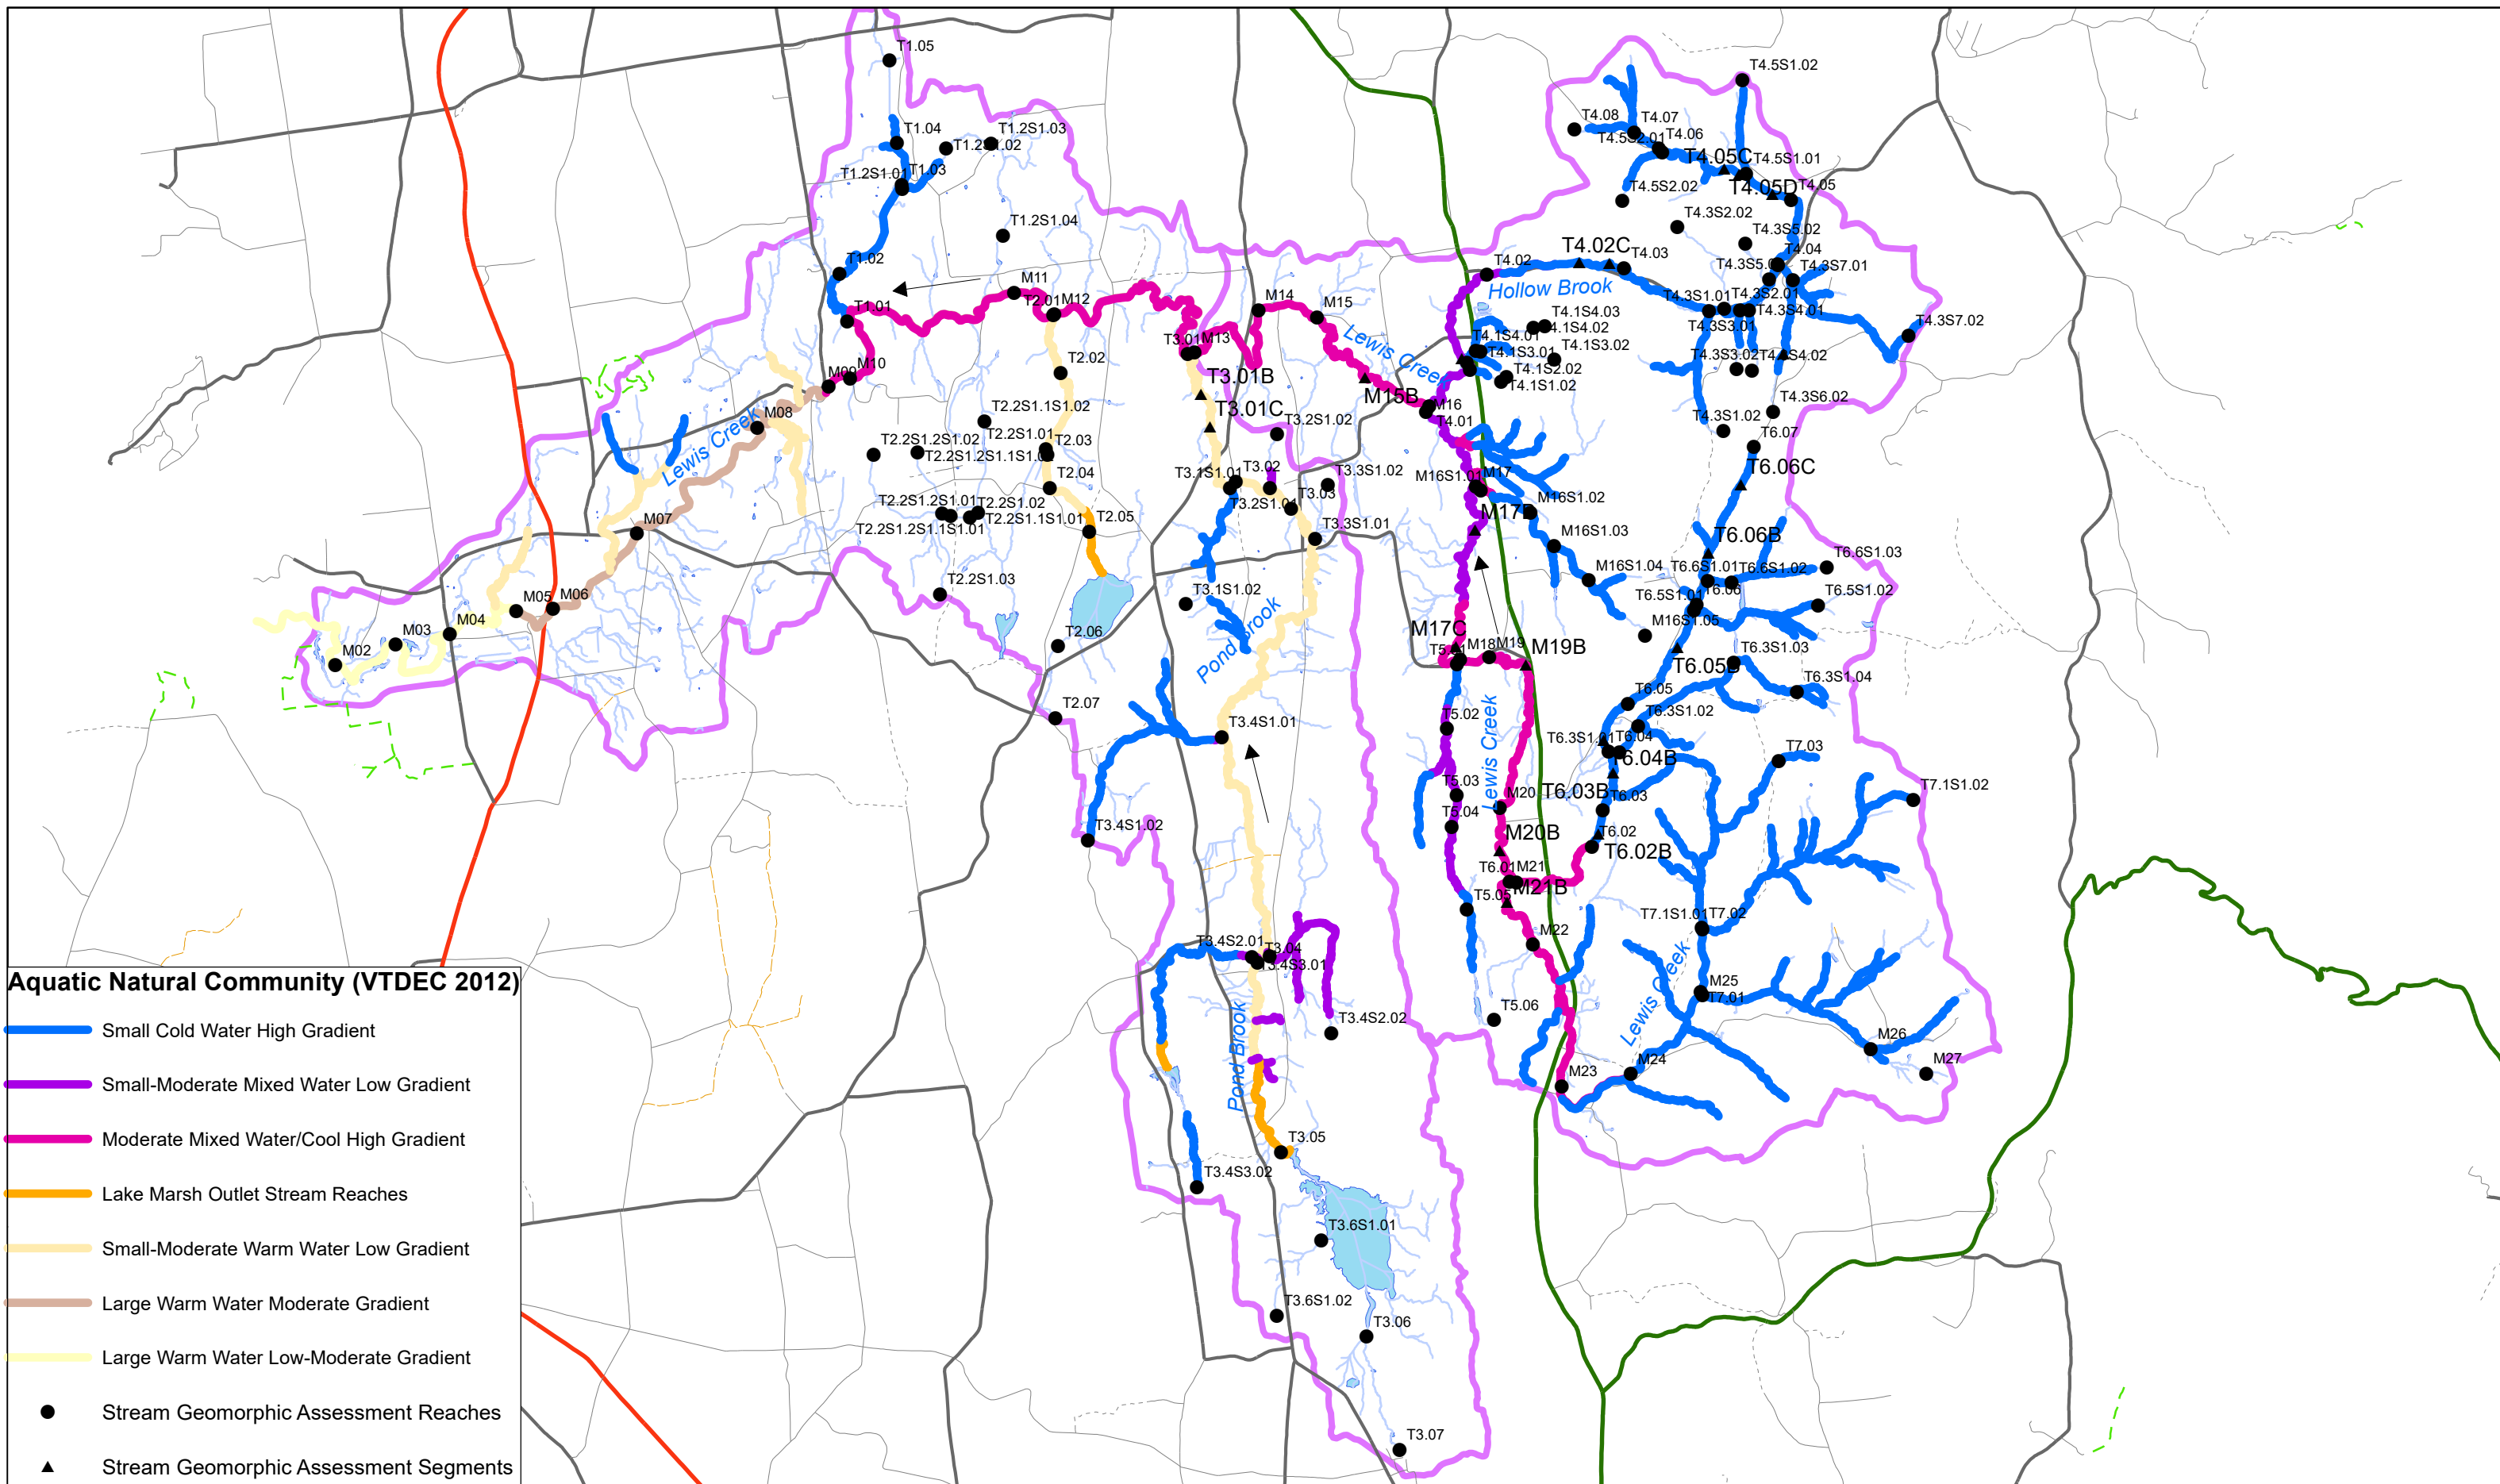 T1.05
T4.5S1.02
T4.08
T4.07
T1.04
T1.2S1.03
T4.06
T4.5S2.01
T1.2S1.02
T4.05C
T4.5S1.01
T1.03
T1.2S1.01
T4.5S2.02
T4.05D
T4.05
T4.3S2.02
T1.2S1.04
T4.3S5.02
T4.02C
T4.03
T4.04
T1.02
T4.02
T4.3S7.01
M11
Hollow Brook
T4.3S1.01
T4.3S2.01
T1.01
T2.01
M12
M14
M15
T4.1S4.03
T4.3S4.01
T4.1S4.02
T4.3S3.01
T4.3S7.02
Lewis Creek
T3.01
M13
T4.1S4.01
T4.1S3.01
T4.1S3.02
T4.3S3.02
T2.02
M09
M10
T4.1S2.02
T3.01B
T4.1S1.02
M15B
M08
T2.2S1.1S1.02
T3.01C
M16
T4.01
T3.2S1.02
T4.3S1.02
T4.3S6.02
Lewis Creek
T2.2S1.2S1.02
T2.2S1.01
T2.03
T6.07
T3.1S1.01
T3.02
T3.3S1.02
M16S1.01
M17
T6.06C
T2.04
T3.03
T3.2S1.01
M16S1.02
T2.2S1.2S1.01
T2.2S1.02
T2.2S1.1S1.01
T2.2S1.2S1.1S1.01
T2.05
T3.3S1.01
M07
M16S1.03
T6.06B
T6.6S1.03
M16S1.04
T6.6S1.01
T6.6S1.02
T2.2S1.03
T3.1S1.02
T6.5S1.01
T6.06
T6.5S1.02
M05
M06
M04
M03
M02
M16S1.05
T2.06
Pond Brook
M17C
M18
M19
M19B
T6.05B
T6.3S1.03
T6.3S1.04
T6.05
T2.07
T3.4S1.01
T5.02
Lewis Creek
T6.3S1.02
T6.3S1.01
T6.04
T7.03
T6.04B
T5.03
M20
T6.03B
T6.03
T7.1S1.02
T3.4S1.02
T5.04
M20B
T6.02
T6.02B
T6.01
M21
M21B
T5.05
T7.1S1.01
T7.02
M22
T3.4S2.01
T3.04
T3.4S3.01
Lewis Creek
M25
T7.01
T3.4S2.02
T5.06
Pond Brook
M26
M24
M27
M23
T3.05
T3.4S3.02
T3.6S1.01
T3.6S1.02
T3.06
T3.07
Aquatic Natural Community (VTDEC 2012)
Small Cold Water High Gradient
Small-Moderate Mixed Water Low Gradient
Moderate Mixed Water/Cool High Gradient
Lake Marsh Outlet Stream Reaches
Small-Moderate Warm Water Low Gradient
Large Warm Water Moderate Gradient
Large Warm Water Low-Moderate Gradient
Stream Geomorphic Assessment Reaches
Stream Geomorphic Assessment Segments